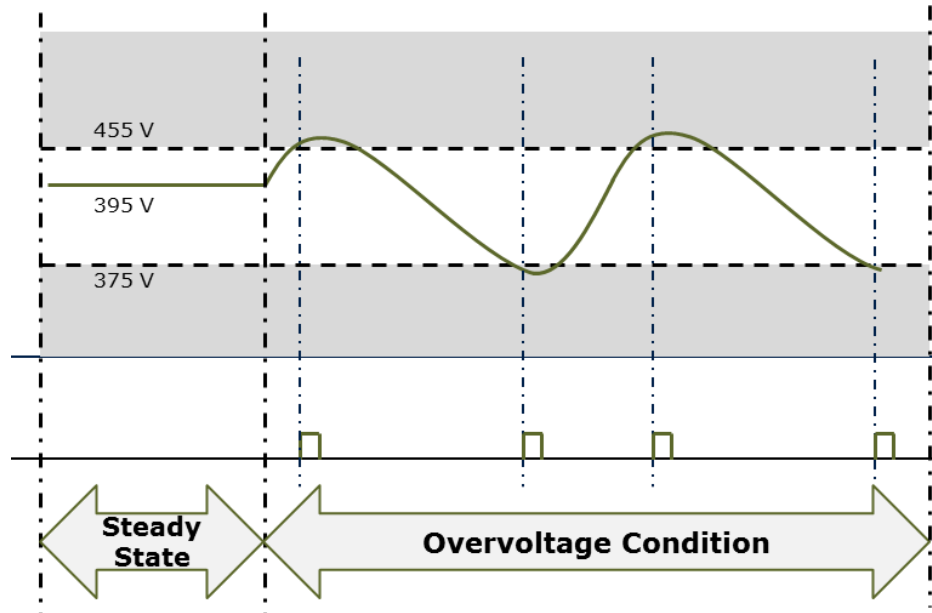 455 V
395 V
375 V
Steady
State
Overvoltage Condition